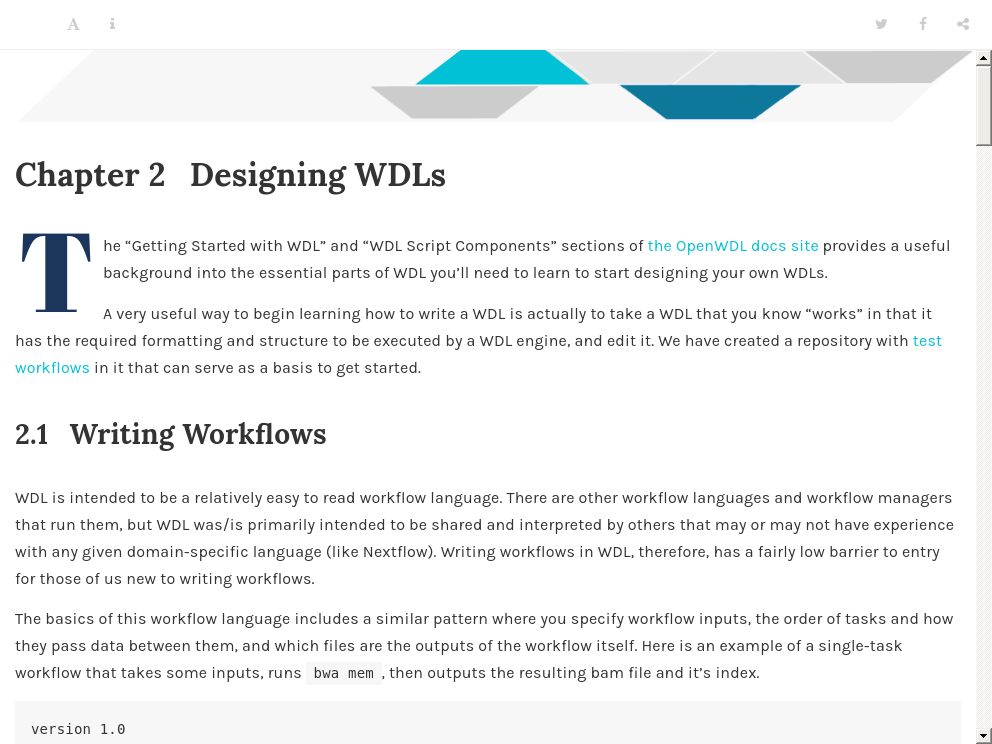 A i
Chapter 2 Designing WDLs
The “Getting Started with WDL” and “WDL Script Components” sections of the OpenWDL docs site provides a useful
background into the essential parts of WDL you’ll need to learn to start designing your own WDLs.
A very useful way to begin learning how to write a WDL is actually to take a WDL that you know “works” in that it
has the required formatting and structure to be executed by a WDL engine, and edit it. We have created a repository with test
workflows in it that can serve as a basis to get started.
2.1 Writing Workflows
WDL is intended to be a relatively easy to read workflow language. There are other workflow languages and workflow managers
that run them, but WDL was/is primarily intended to be shared and interpreted by others that may or may not have experience
with any given domain-specific language (like Nextflow). Writing workflows in WDL, therefore, has a fairly low barrier to entry
for those of us new to writing workflows.
The basics of this workflow language includes a similar pattern where you specify workflow inputs, the order of tasks and how
they pass data between them, and which files are the outputs of the workflow itself. Here is an example of a single-task
workflow that takes some inputs, runs bwa mem , then outputs the resulting bam file and it’s index.
version 1.0